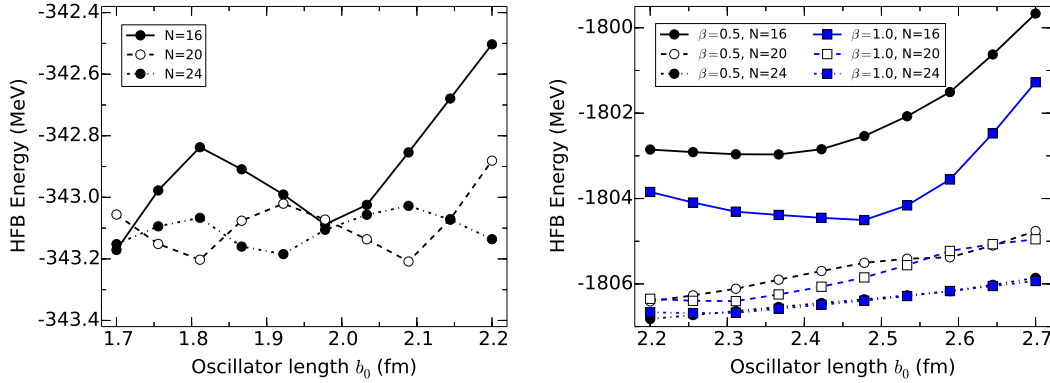 -342.4
-342.6
-342.8
-343.0
-343.2
-343.4
HFB Energy (MeV)
N=16
N=20
N=24
1.7 1.8 1.9 2.0 2.1 2.2
Oscillator length b₀ (fm)
-1800
-1802
-1804
-1806
HFB Energy (MeV)
β=0.5, N=16 β=1.0, N=16
β=0.5, N=20 β=1.0, N=20
β=0.5, N=24 β=1.0, N=24
2.2 2.3 2.4 2.5 2.6 2.7
Oscillator length b₀ (fm)